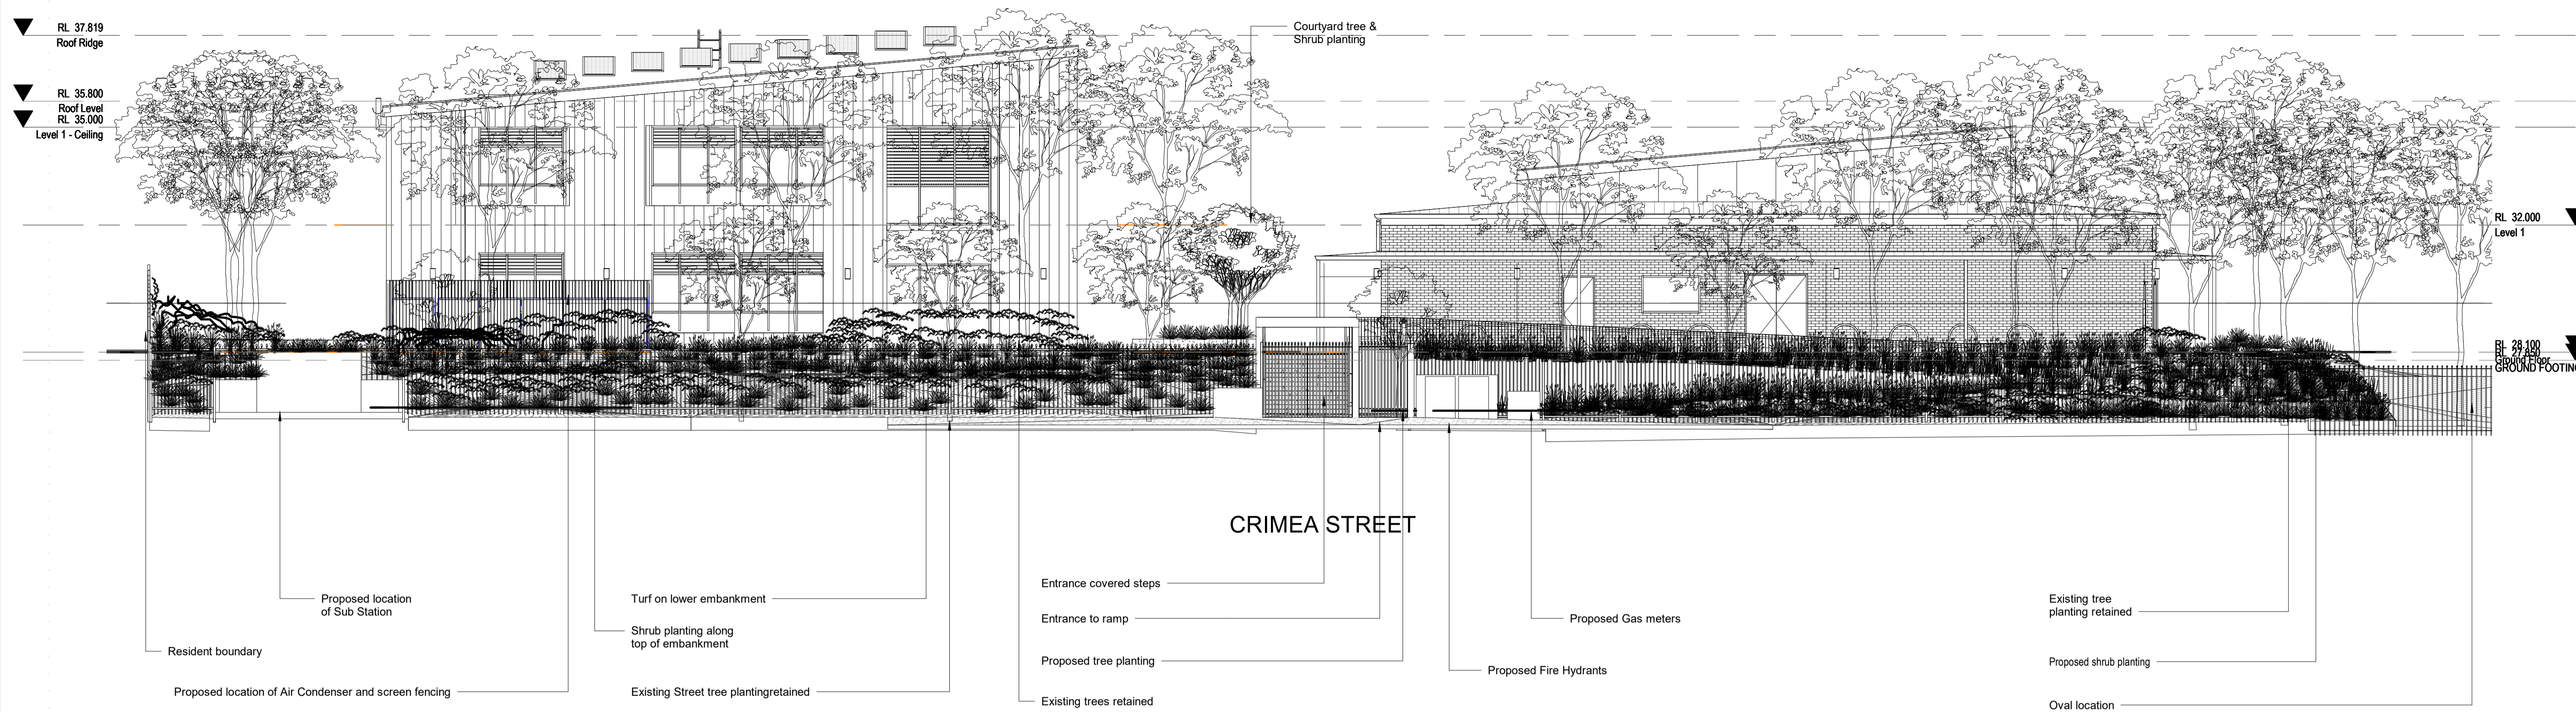 RL 37.819
Roof Ridge
RL 35.800
Roof Level
RL 35.000
Level 1 - Ceiling
Courtyard tree &
Shrub planting
RL 32.000
Level 1
RL 28.100
RL 27.850
Ground Floor
GROUND FOOTING
CRIMEA STREET
Proposed location
of Sub Station
Resident boundary
Proposed location of Air Condenser and screen fencing
Turf on lower embankment
Shrub planting along
top of embankment
Existing Street tree plantingretained
Entrance covered steps
Entrance to ramp
Proposed tree planting
Existing trees retained
Proposed Gas meters
Proposed Fire Hydrants
Existing tree
planting retained
Proposed shrub planting
Oval location